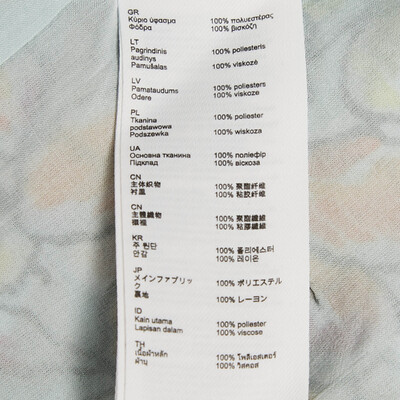 GR
Κύριο ύφασμα 100% πολυεστέρας
Φόδρα 100% βισκόζη
LT
Pagrindinis 100% poliesteris
audinys
Pamušalas 100% viskozė
LV
Pamataudums 100% poliesters
Odere 100% viskoze
PL
Tkanina 100% poliester
podstawowa
Podszewka 100% wiskoza
UA
Основна тканина 100% поліефір
Підклад 100% віскоза
CN
主体织物 100% 聚酯纤维
衬里 100% 粘胶纤维
CN
主體織物 100% 聚酯纖維
襯裡 100% 粘膠纖維
KR
주 원단 100% 폴리에스터
안감 100% 레이온
JP
メインファブリッ 100% ポリエステル
ク
裏地 100% レーヨン
ID
Kain utama 100% poliester
Lapisan dalam 100% viscose
TH
เนื้อผ้าหลัก 100% โพลีเอสเตอร์
ผ้าบุ 100% วิสคอส